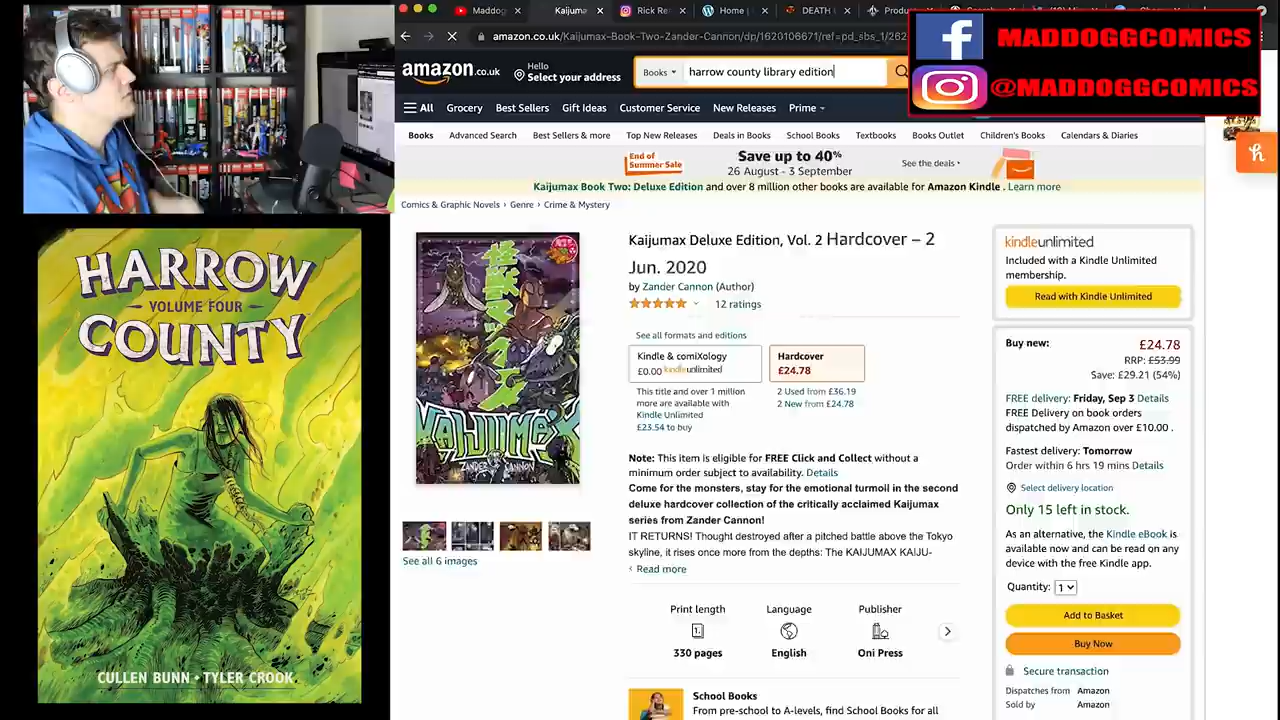 Maddog
kaijum
Rick R
Home |
DEATH
Produ
amazon.co.uk/Kaijumax-Book-Two-Zander-Cannon/dp/1620106671/ref=pd_sbs_1/262
MADDOGGCOMICS
@MADDOGGCOMICS
amazon.co.uk
Hello
Select your address
Books
harrow county library edition
All
Grocery
Best Sellers
Gift Ideas
Customer Service
New Releases
Prime
Books
Advanced Search
Best Sellers & more
Top New Releases
Deals in Books
School Books
Textbooks
Books Outlet
Children's Books
Calendars & Diaries
End of
Summer Sale
Save up to 40%
26 August - 3 September
See the deals
Kaijumax Book Two: Deluxe Edition and over 8 million other books are available for Amazon Kindle . Learn more
Comics & Graphic Novels › Genre › Crime & Mystery
HARROW
VOLUME FOUR
COUNTY
CULLEN BUNN • TYLER CROOK
KAIJUMAX
ZANDER CANNON
See all 6 images
Kaijumax Deluxe Edition, Vol. 2 Hardcover – 2
Jun. 2020
by Zander Cannon (Author)
12 ratings
See all formats and editions
Kindle & comiXology
£0.00 kindleunlimited
This title and over 1 million
more are available with
Kindle Unlimited
£23.54 to buy
Hardcover
£24.78
2 Used from £36.19
2 New from £24.78
Note: This item is eligible for FREE Click and Collect without a
minimum order subject to availability. Details
Come for the monsters, stay for the emotional turmoil in the second
deluxe hardcover collection of the critically acclaimed Kaijumax
series from Zander Cannon!
IT RETURNS! Thought destroyed after a pitched battle above the Tokyo
skyline, it rises once more from the depths: The KAIJUMAX KAIJU-
Read more
Print length
330 pages
Language
English
Publisher
Oni Press
School Books
From pre-school to A-levels, find School Books for all
kindleunlimited
Included with a Kindle Unlimited
membership.
Read with Kindle Unlimited
Buy new:
£24.78
RRP: £53.99
Save: £29.21 (54%)
FREE delivery: Friday, Sep 3 Details
FREE Delivery on book orders
dispatched by Amazon over £10.00 .
Fastest delivery: Tomorrow
Order within 6 hrs 19 mins Details
Select delivery location
Only 15 left in stock.
As an alternative, the Kindle eBook is
available now and can be read on any
device with the free Kindle app.
Quantity: 1
Add to Basket
Buy Now
Secure transaction
Dispatches from Amazon
Sold by Amazon